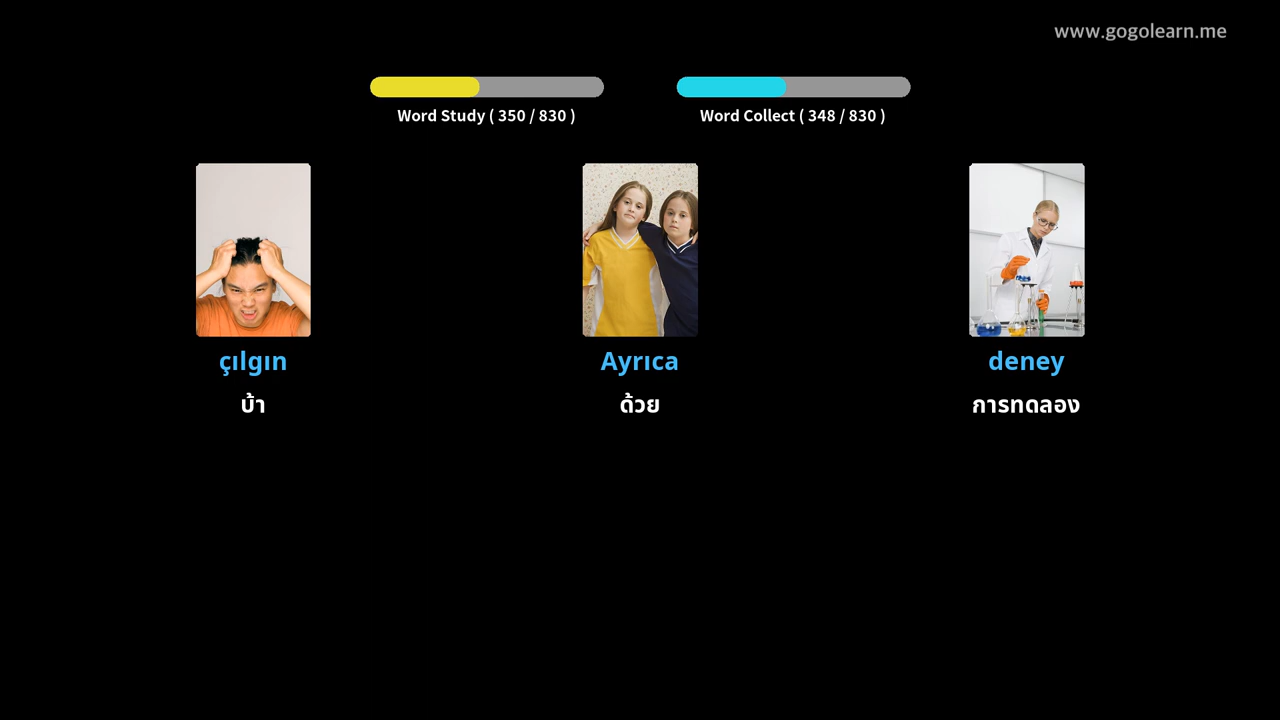 www.gogolearn.me
Word Study ( 350 / 830 )
Word Collect ( 348 / 830 )
çılgın
บ้า
Ayrıca
ด้วย
deney
การทดลอง